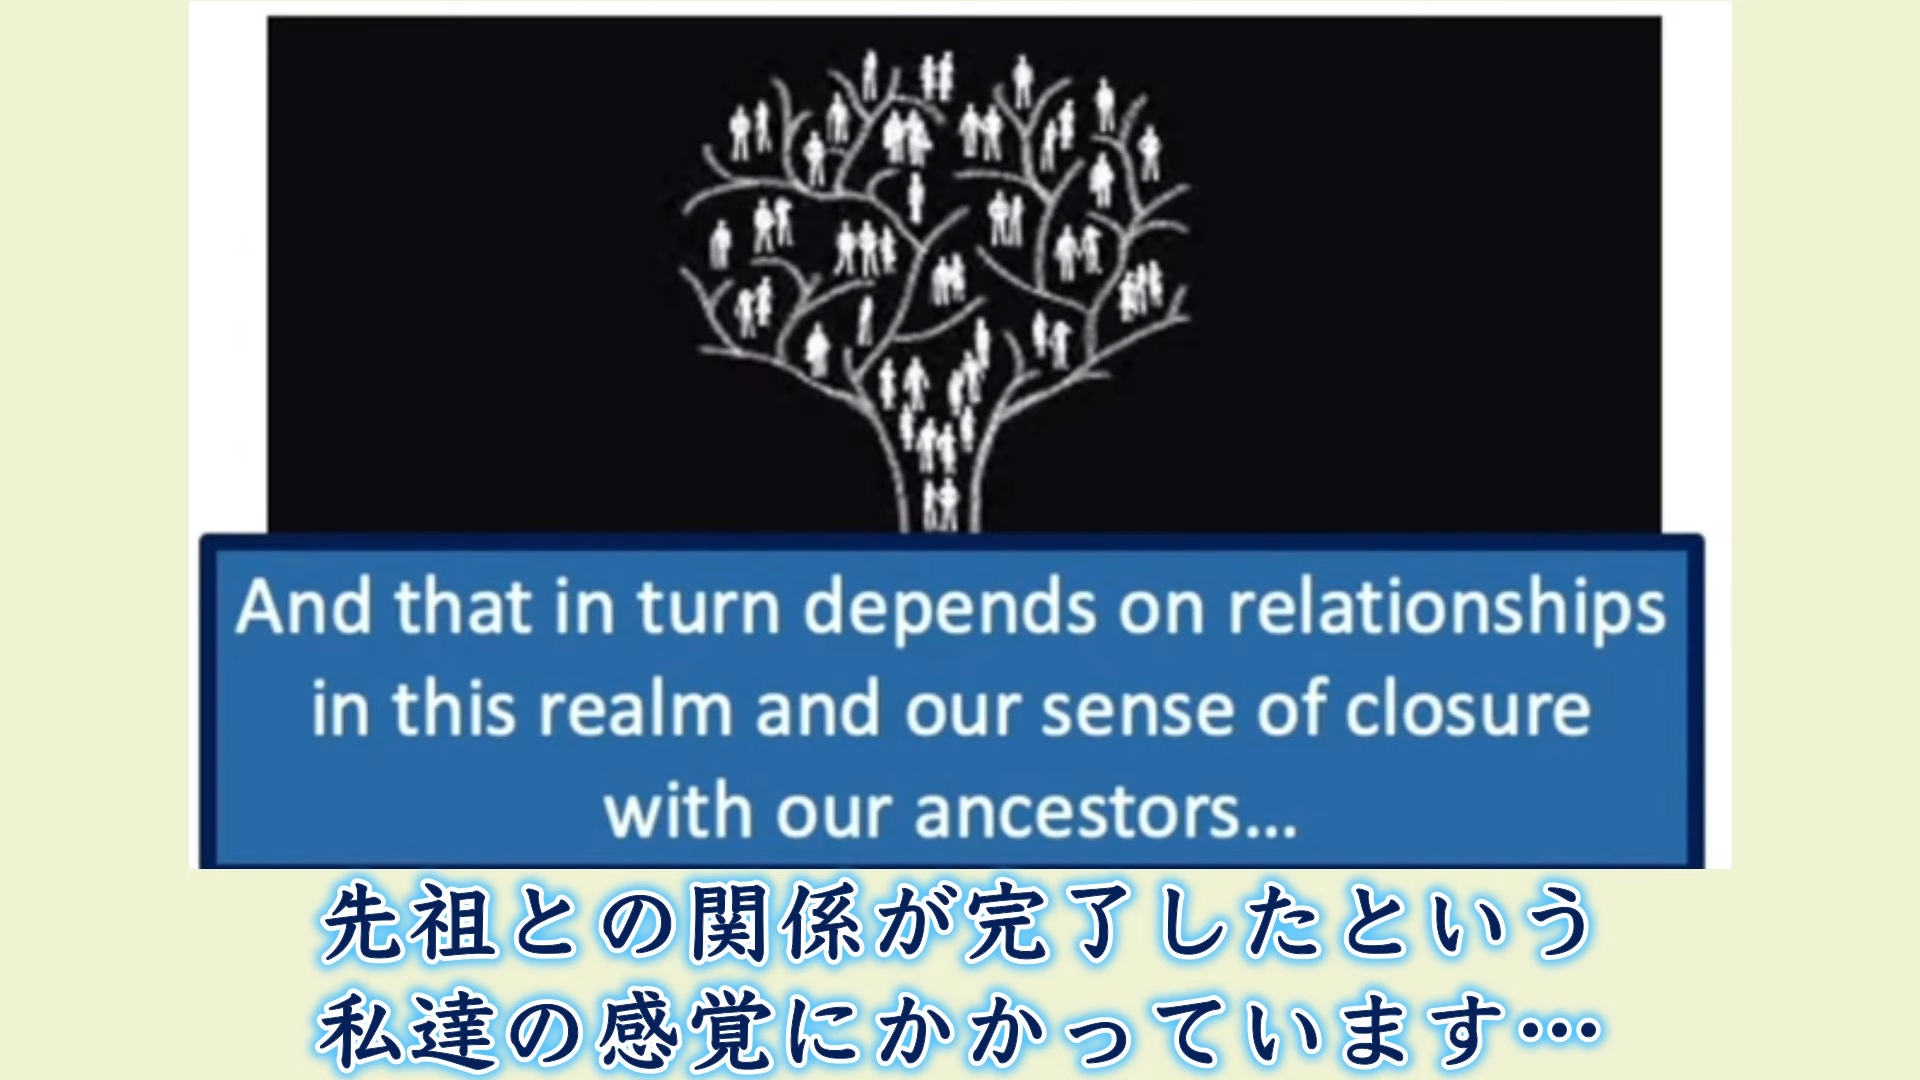 And that in turn depends on relationships
in this realm and our sense of closure
with our ancestors...
先祖との関係が完了したという
私達の感覚にかかっています…